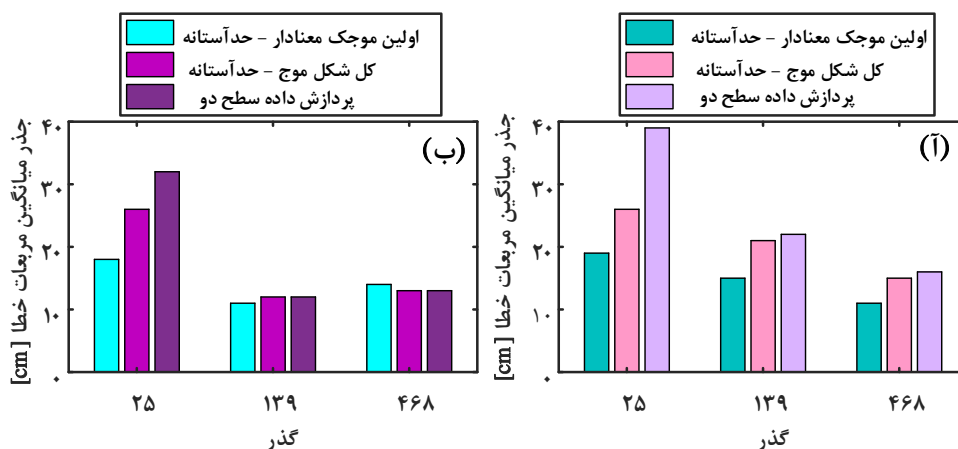 اولین موجک معنادار - حدآستانه
کل شکل موج - حدآستانه
پردازش داده سطح دو
(آ)
جذر میانگین مربعات خطا [cm]
۴۰
۳۰
۲۰
۱۰
۰
۲۵
۱۳۹
۴۶۸
گذر
اولین موجک معنادار - حدآستانه
کل شکل موج - حدآستانه
پردازش داده سطح دو
(ب)
جذر میانگین مربعات خطا [cm]
۴۰
۳۰
۲۰
۱۰
۰
۲۵
۱۳۹
۴۶۸
گذر